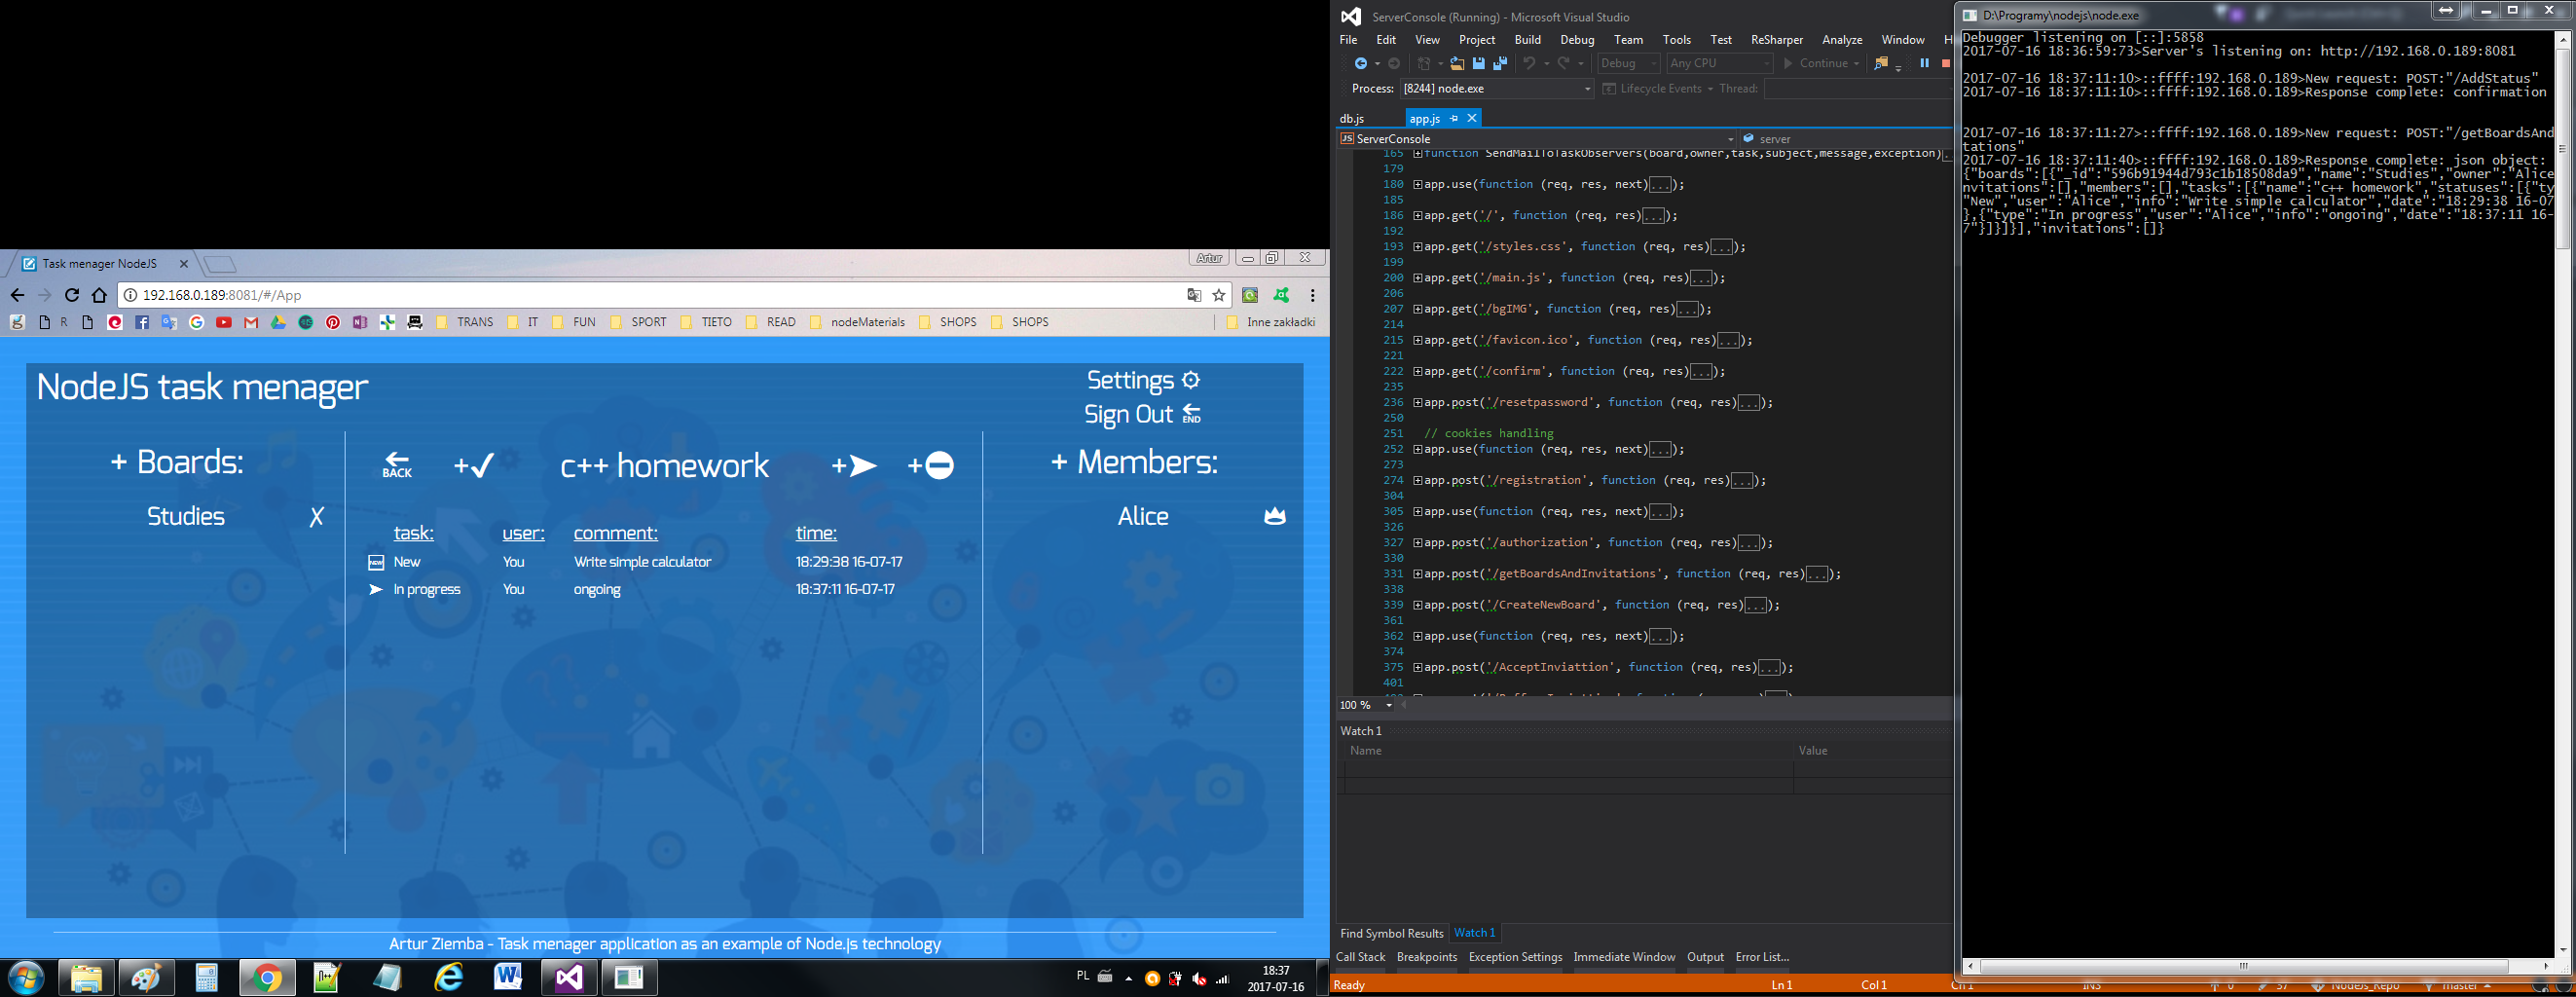 Task menager NodeJS
Artur
192.168.0.189:8081/#/App
R
TRANS IT FUN SPORT TIETO READ nodeMaterials SHOPS SHOPS Inne zakładki
NodeJS task menager
Settings
Sign Out
END
+ Boards:
Studies X
BACK
c++ homework
task: user: comment: time:
NEW New You Write simple calculator 18:29:38 16-07-17
In progress You ongoing 18:37:11 16-07-17
+ Members:
Alice
Artur Ziemba - Task menager application as an example of Node.js technology
PL
18:37
2017-07-16
ServerConsole (Running) - Microsoft Visual Studio
File Edit View Project Build Debug Team Tools Test ReSharper Analyze Window
Debug Any CPU Continue
Process: [8244] node.exe Lifecycle Events Thread:
db.js app.js
ServerConsole server
165 function SendMailToTaskObservers(board,owner,task,subject,message,exception)...
179
180 app.use(function (req, res, next)...);
185
186 app.get('/', function (req, res)...);
192
193 app.get('/styles.css', function (req, res)...);
199
200 app.get('/main.js', function (req, res)...);
206
207 app.get('/bgIMG', function (req, res)...);
214
215 app.get('/favicon.ico', function (req, res)...);
221
222 app.get('/confirm', function (req, res)...);
235
236 app.post('/resetpassword', function (req, res)...);
250
251 // cookies handling
252 app.use(function (req, res, next)...);
273
274 app.post('/registration', function (req, res)...);
304
305 app.use(function (req, res, next)...);
326
327 app.post('/authorization', function (req, res)...);
330
331 app.post('/getBoardsAndInvitations', function (req, res)...);
338
339 app.post('/CreateNewBoard', function (req, res)...);
361
362 app.use(function (req, res, next)...);
374
375 app.post('/AcceptInviattion', function (req, res)...);
401
100 %
Watch 1
Name Value
Find Symbol Results Watch 1
Call Stack Breakpoints Exception Settings Immediate Window Output Error List...
Ready Ln 1 Col 1 Ch 1 INS 0 37 NodeJs_Repo master
D:\Programy\nodejs\node.exe
Debugger listening on [::]:5858
2017-07-16 18:36:59:73>Server's listening on: http://192.168.0.189:8081
2017-07-16 18:37:11:10>::ffff:192.168.0.189>New request: POST:"/AddStatus"
2017-07-16 18:37:11:10>::ffff:192.168.0.189>Response complete: confirmation
2017-07-16 18:37:11:27>::ffff:192.168.0.189>New request: POST:"/getBoardsAnd
tations"
2017-07-16 18:37:11:40>::ffff:192.168.0.189>Response complete: json object:
{"boards":[{"_id":"596b91944d793c1b18508da9","name":"Studies","owner":"Alice
nvitations":[],"members":[],"tasks":[{"name":"c++ homework","statuses":[{"ty
"New","user":"Alice","info":"Write simple calculator","date":"18:29:38 16-07
},{"type":"In progress","user":"Alice","info":"ongoing","date":"18:37:11 16-
7"}]}]}],"invitations":[]}